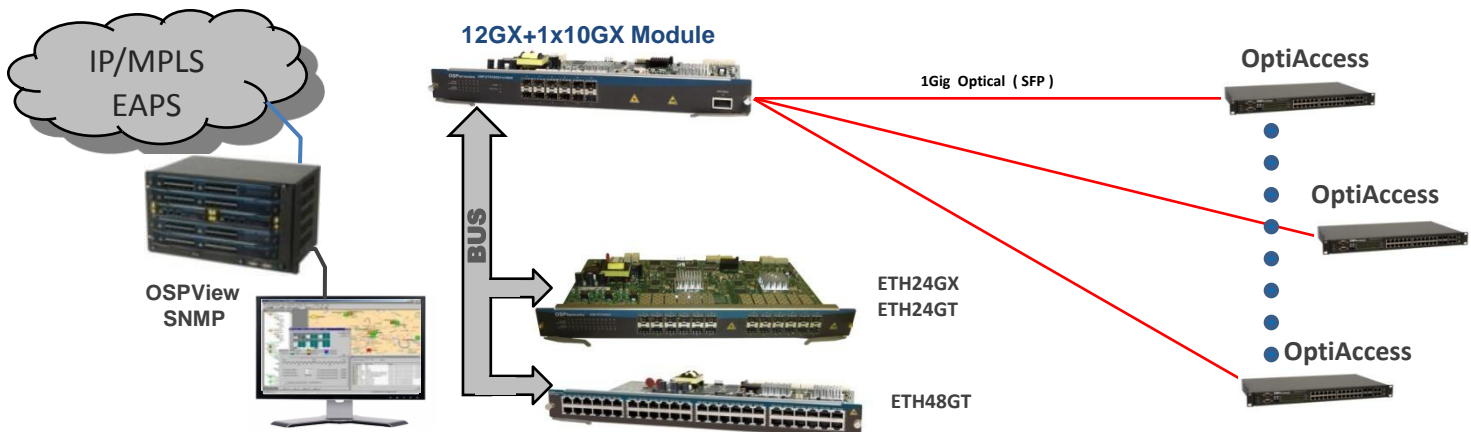 12GX+1x10GX Module
IP/MPLS
EAPS
1Gig Optical ( SFP )
OptiAccess
OptiAccess
OptiAccess
BUS
OSPView
SNMP
ETH24GX
ETH24GT
ETH48GT